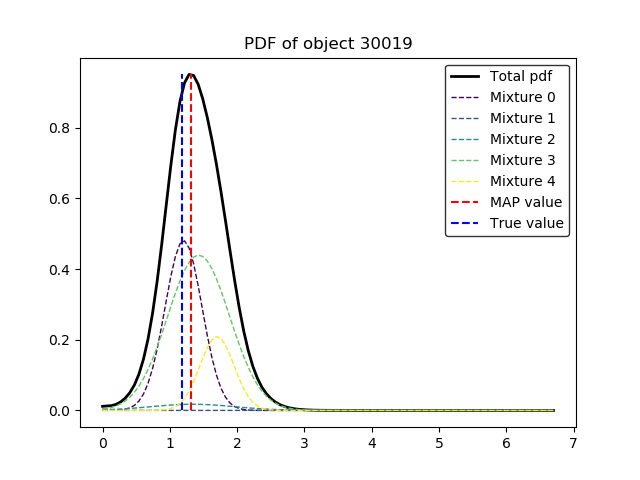 PDF of object 30019
Total pdf
Mixture 0
Mixture 1
Mixture 2
Mixture 3
Mixture 4
MAP value
True value
0.8
0.6
0.4
0.2
0.0
0 1 2 3 4 5 6 7